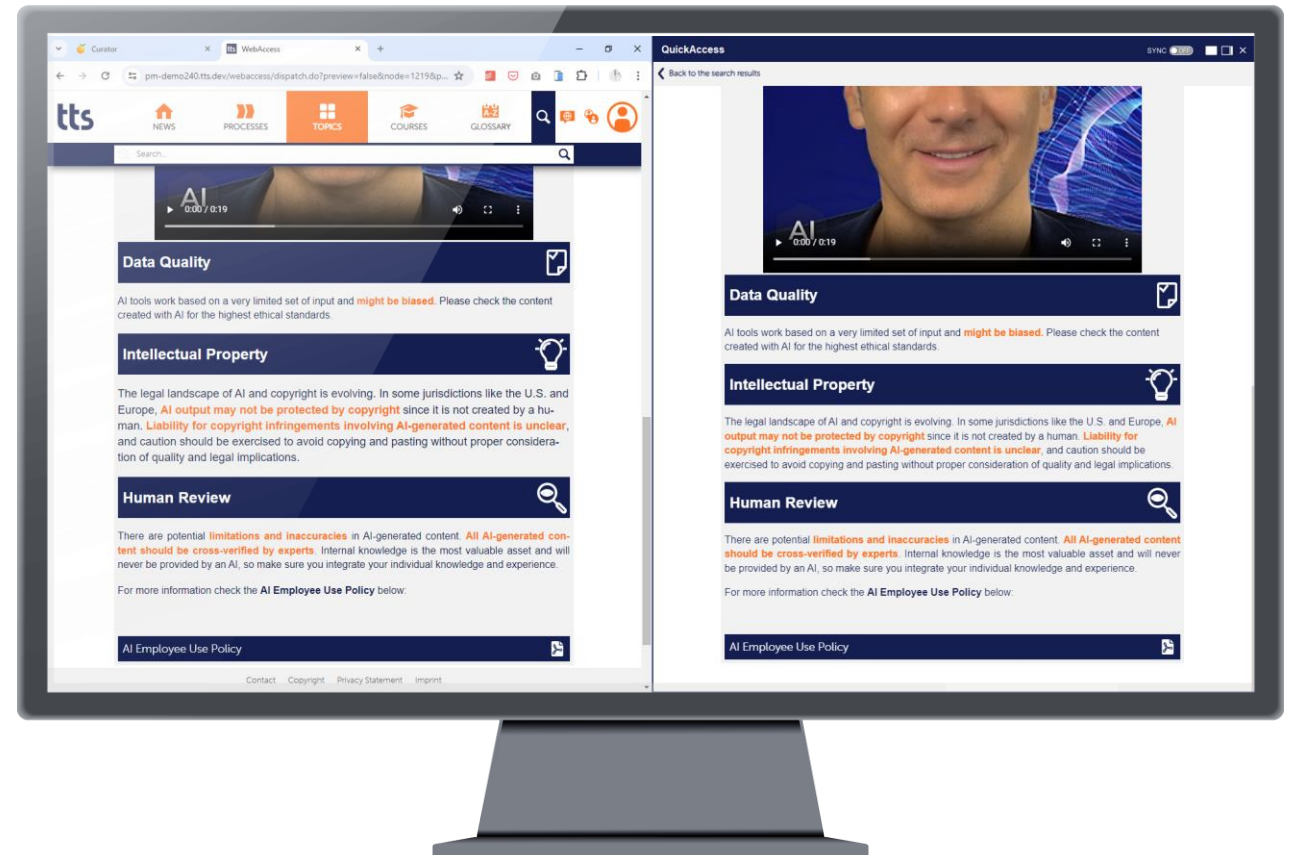 Curator
WebAccess
pm-demo240.tts.dev/webaccess/dispatch.do?preview=false&node=1219&p...
tts
NEWS
PROCESSES
TOPICS
COURSES
GLOSSARY
Search...
AI
0:00 / 0:19
Data Quality
AI tools work based on a very limited set of input and might be biased. Please check the content
created with AI for the highest ethical standards.
Intellectual Property
The legal landscape of AI and copyright is evolving. In some jurisdictions like the U.S. and
Europe, AI output may not be protected by copyright since it is not created by a hu-
man. Liability for copyright infringements involving AI-generated content is unclear,
and caution should be exercised to avoid copying and pasting without proper considera-
tion of quality and legal implications.
Human Review
There are potential limitations and inaccuracies in AI-generated content. All AI-generated con-
tent should be cross-verified by experts. Internal knowledge is the most valuable asset and will
never be provided by an AI, so make sure you integrate your individual knowledge and experience.
For more information check the AI Employee Use Policy below:
AI Employee Use Policy
Contact Copyright Privacy Statement Imprint
QuickAccess
SYNC OFF
Back to the search results
AI
0:00 / 0:19
Data Quality
AI tools work based on a very limited set of input and might be biased. Please check the content
created with AI for the highest ethical standards.
Intellectual Property
The legal landscape of AI and copyright is evolving. In some jurisdictions like the U.S. and Europe, AI
output may not be protected by copyright since it is not created by a human. Liability for
copyright infringements involving AI-generated content is unclear, and caution should be
exercised to avoid copying and pasting without proper consideration of quality and legal implications.
Human Review
There are potential limitations and inaccuracies in AI-generated content. All AI-generated content
should be cross-verified by experts. Internal knowledge is the most valuable asset and will never
be provided by an AI, so make sure you integrate your individual knowledge and experience.
For more information check the AI Employee Use Policy below:
AI Employee Use Policy